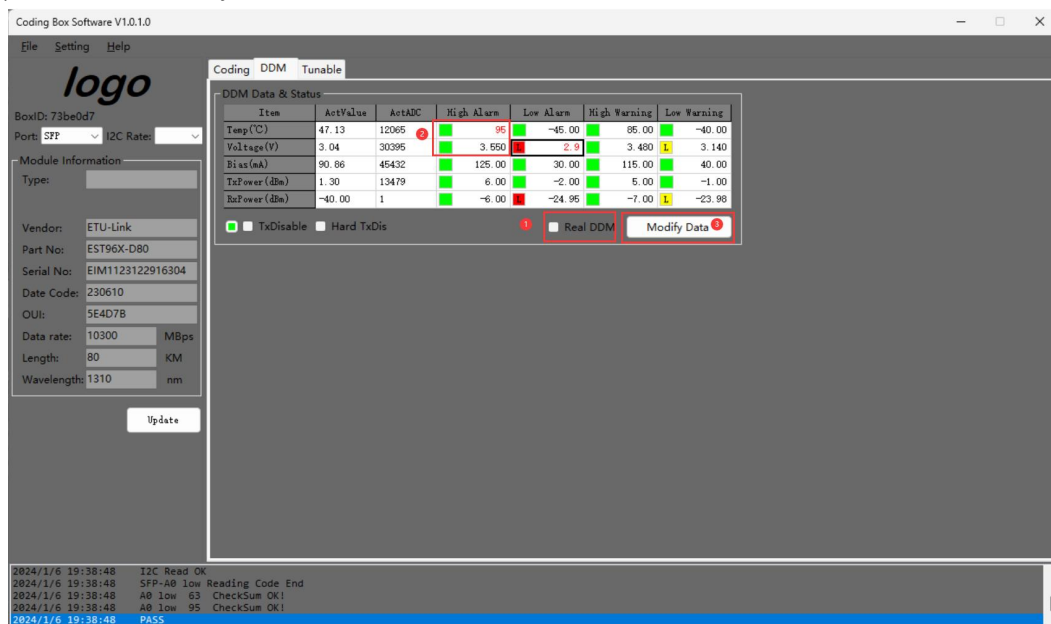 Coding Box Software V1.0.1.0
File Setting Help
logo
BoxID: 73be0d7
Port: SFP I2C Rate:
Module Information
Type:
Vendor: ETU-Link
Part No: EST96X-D80
Serial No: EIM1123122916304
Date Code: 230610
OUI: 5E4D7B
Data rate: 10300 MBps
Length: 80 KM
Wavelength: 1310 nm
Update
Coding DDM Tunable
DDM Data & Status
Item ActValue ActADC High Alarm Low Alarm High Warning Low Warning
Temp(℃) 47.13 12065 2 95 -45.00 85.00 -40.00
Voltage(V) 3.04 30395 3.550 L 2.9 3.480 L 3.140
Bias(mA) 90.86 45432 125.00 30.00 115.00 40.00
TxPower(dBm) 1.30 13479 6.00 -2.00 5.00 -1.00
RxPower(dBm) -40.00 1 -6.00 L -24.95 -7.00 L -23.98
TxDisable Hard TxDis 1 Real DDM Modify Data 3
2024/1/6 19:38:48 I2C Read OK
2024/1/6 19:38:48 SFP-A0 low Reading Code End
2024/1/6 19:38:48 A0 low 63 CheckSum OK!
2024/1/6 19:38:48 A0 low 95 CheckSum OK!
2024/1/6 19:38:48 PASS